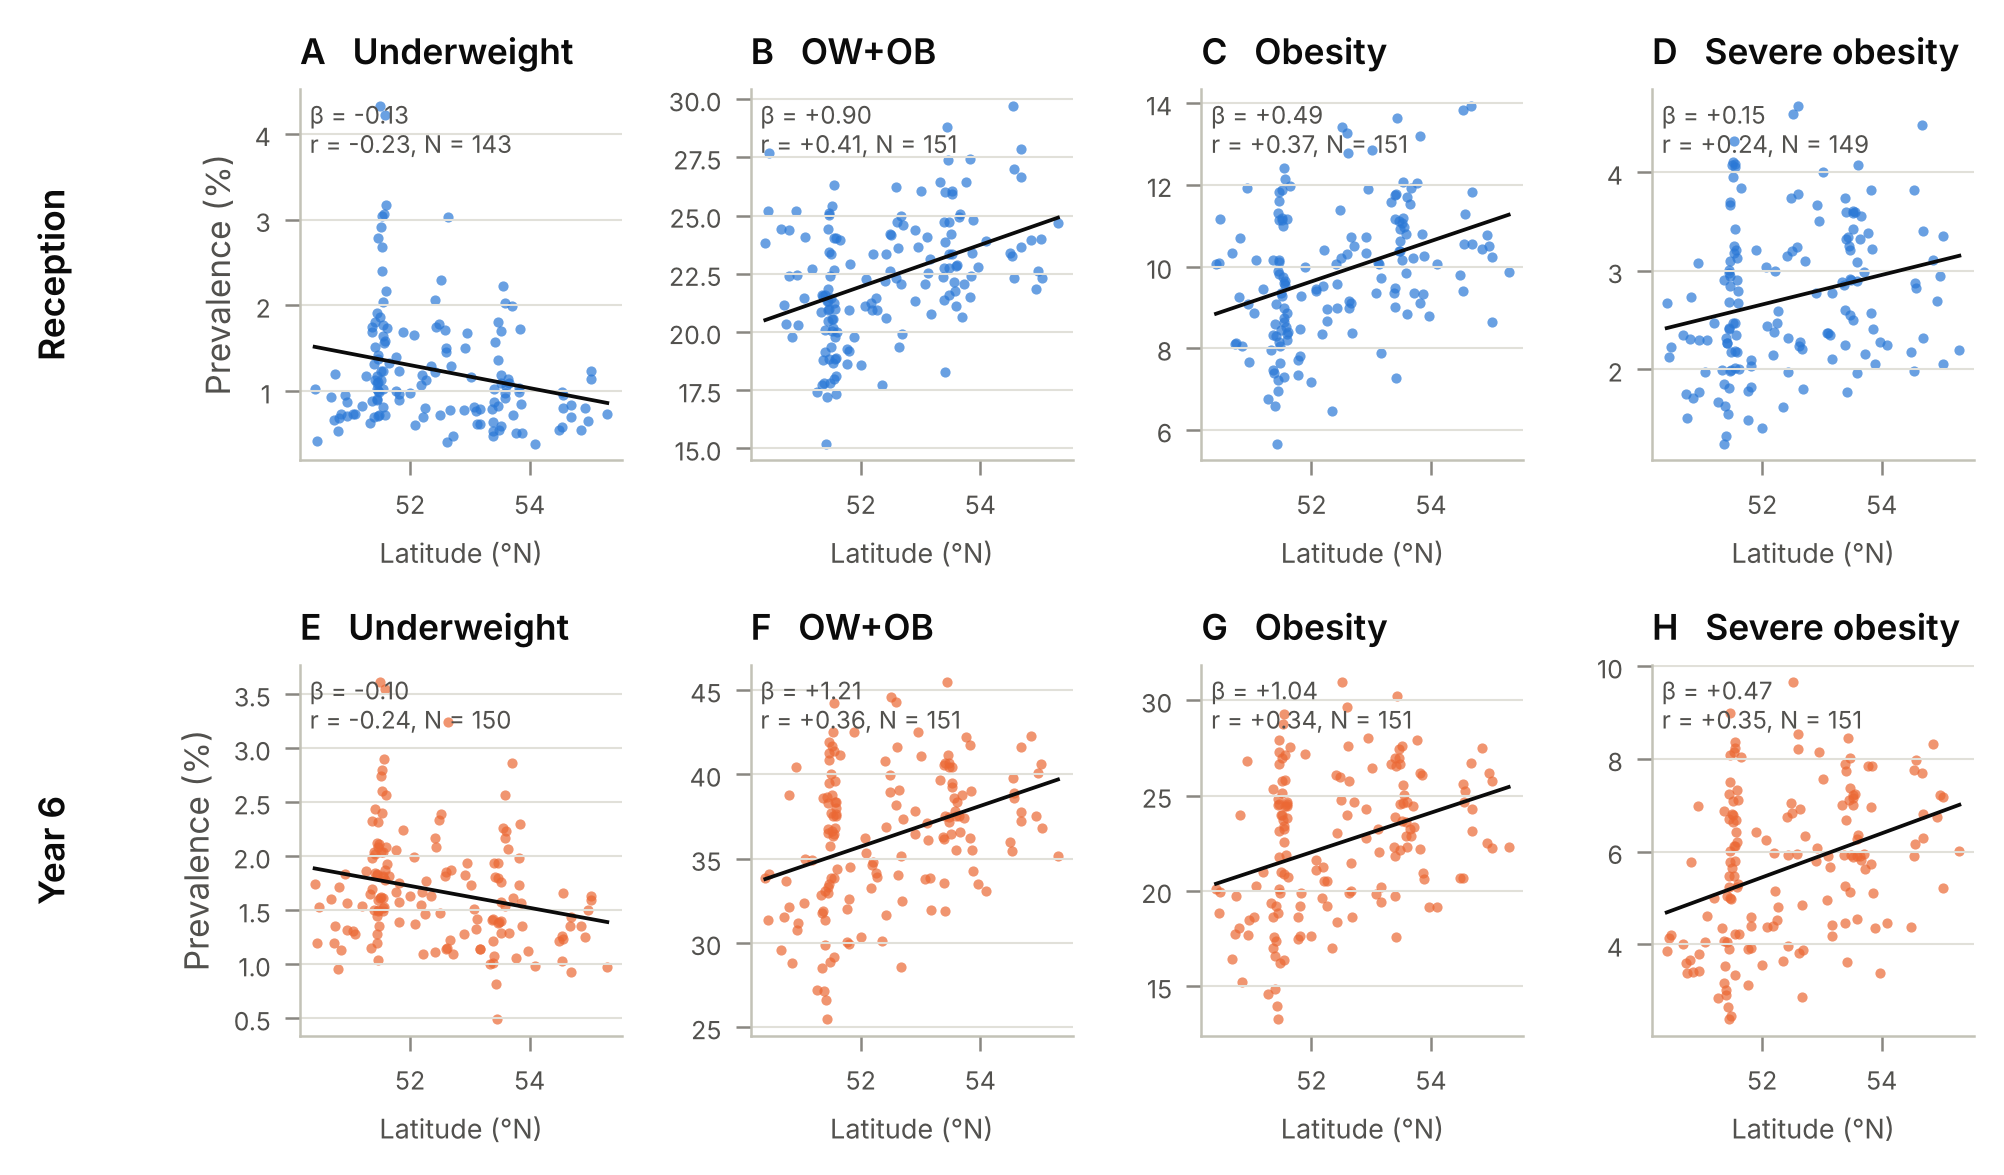 A Underweight
B OW+OB
C Obesity
D Severe obesity
Reception
Prevalence (%)
β = −0.13
r = −0.23, N = 143
4
3
2
1
52 54
Latitude (°N)
β = +0.90
r = +0.41, N = 151
30.0
27.5
25.0
22.5
20.0
17.5
15.0
52 54
Latitude (°N)
β = +0.49
r = +0.37, N = 151
14
12
10
8
6
52 54
Latitude (°N)
β = +0.15
r = +0.24, N = 149
4
3
2
52 54
Latitude (°N)
E Underweight
F OW+OB
G Obesity
H Severe obesity
Year 6
Prevalence (%)
β = −0.10
r = −0.24, N = 150
3.5
3.0
2.5
2.0
1.5
1.0
0.5
52 54
Latitude (°N)
β = +1.21
r = +0.36, N = 151
45
40
35
30
25
52 54
Latitude (°N)
β = +1.04
r = +0.34, N = 151
30
25
20
15
52 54
Latitude (°N)
β = +0.47
r = +0.35, N = 151
10
8
6
4
52 54
Latitude (°N)